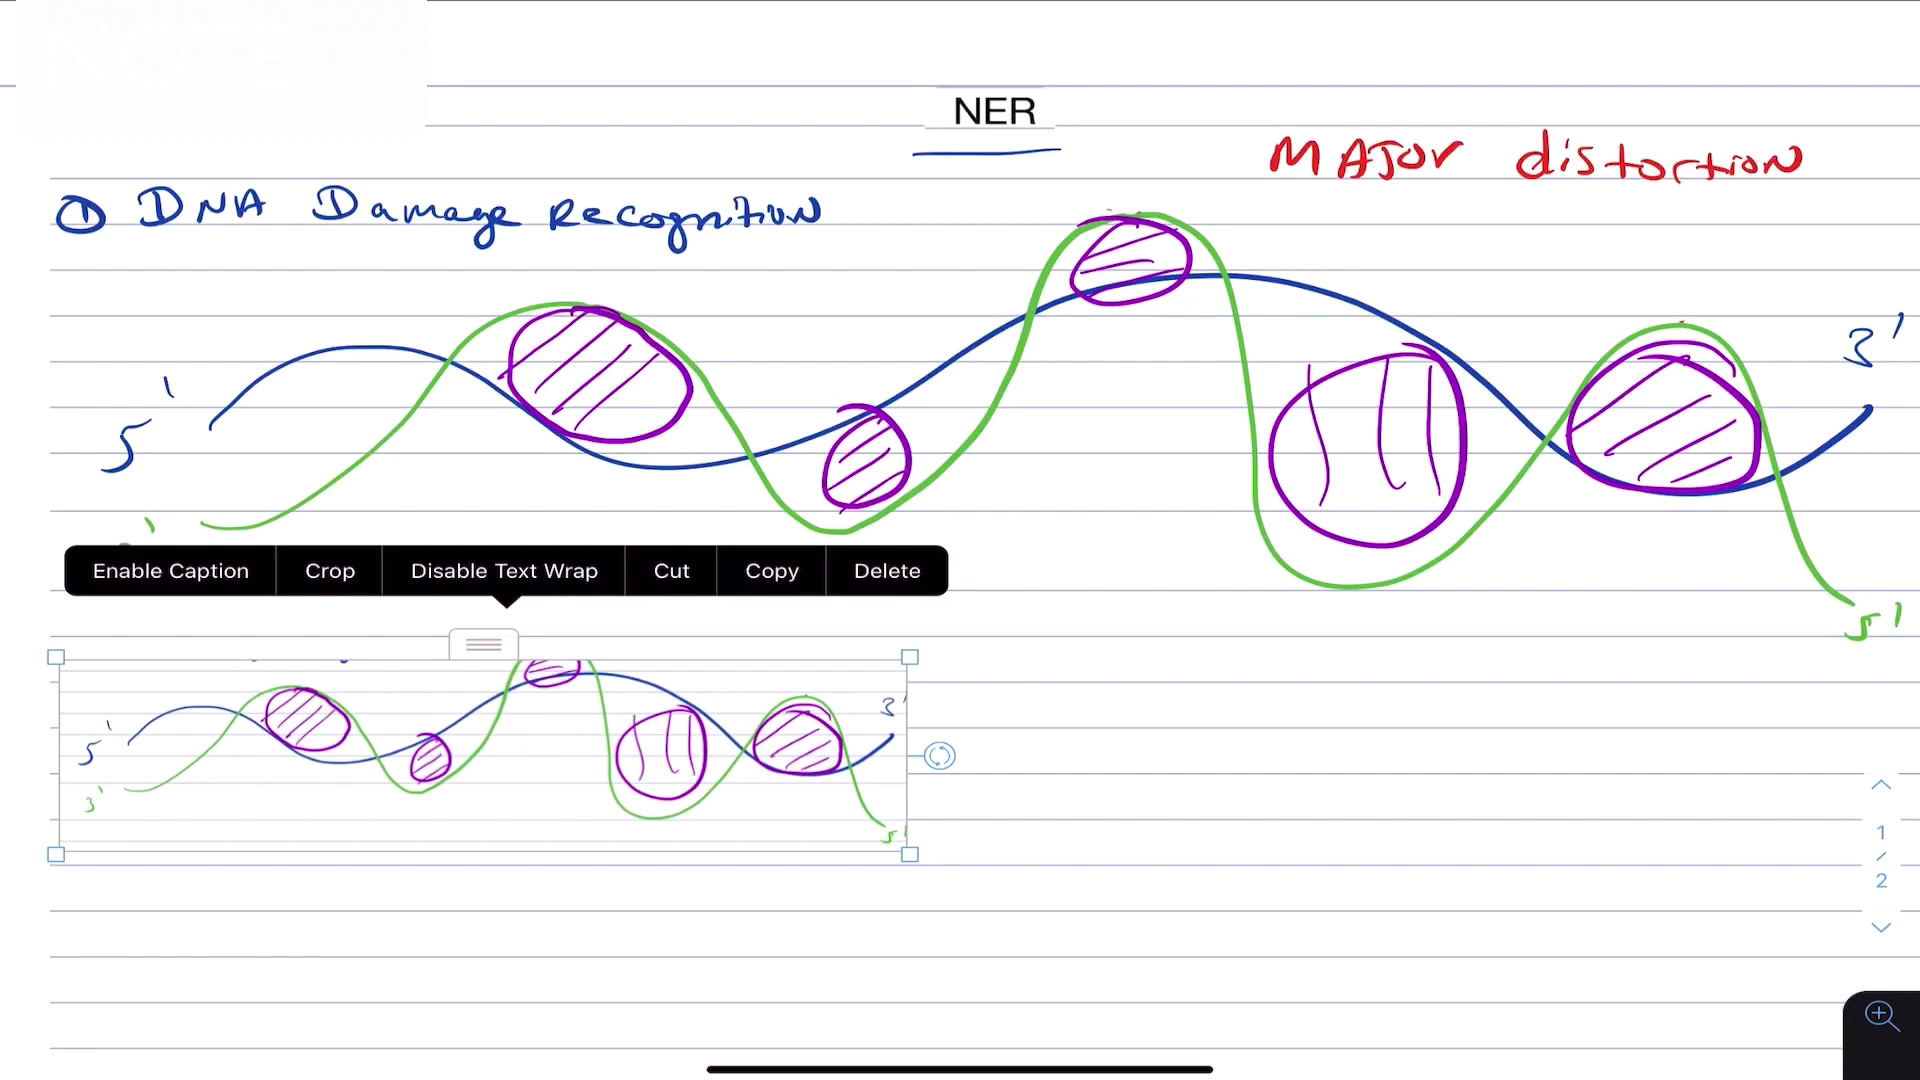 NOTE
NER
MAJor distortion
① DNA Damage Recognition
3'
5'
5'
Enable Caption Crop Disable Text Wrap Cut Copy Delete
5' 3'
3' 5'
1
/
2